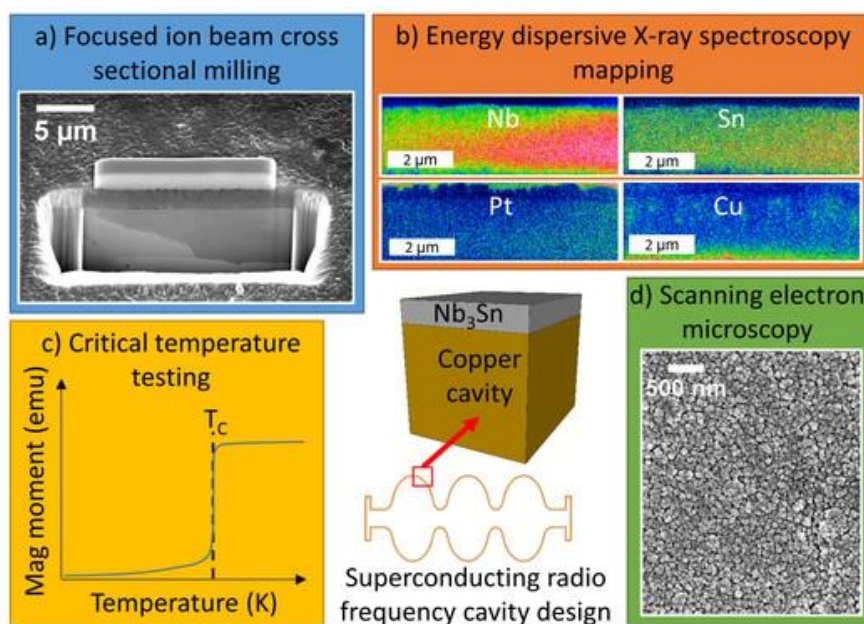 a) Focused ion beam cross
sectional milling
5 µm
b) Energy dispersive X-ray spectroscopy
mapping
Nb
2 µm
Sn
2 µm
Pt
2 µm
Cu
2 µm
c) Critical temperature
testing
Mag moment (emu)
T_C
Temperature (K)
Nb₃Sn
Copper
cavity
Superconducting radio
frequency cavity design
d) Scanning electron
microscopy
500 nm